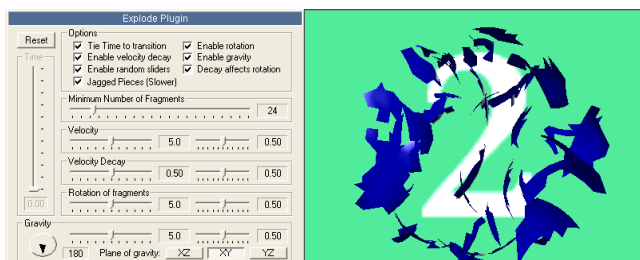 Explode Plugin
Reset
Options
Tie Time to transition Enable rotation
Enable velocity decay Enable gravity
Enable random sliders Decay affects rotation
Jagged Pieces (Slower)
Time
Minimum Number of Fragments
24
Velocity
5.0 0.50
Velocity Decay
0.50 0.50
Rotation of fragments
0.00 5.0 0.50
Gravity
5.0 0.50
180 Plane of gravity: XZ XY YZ
2